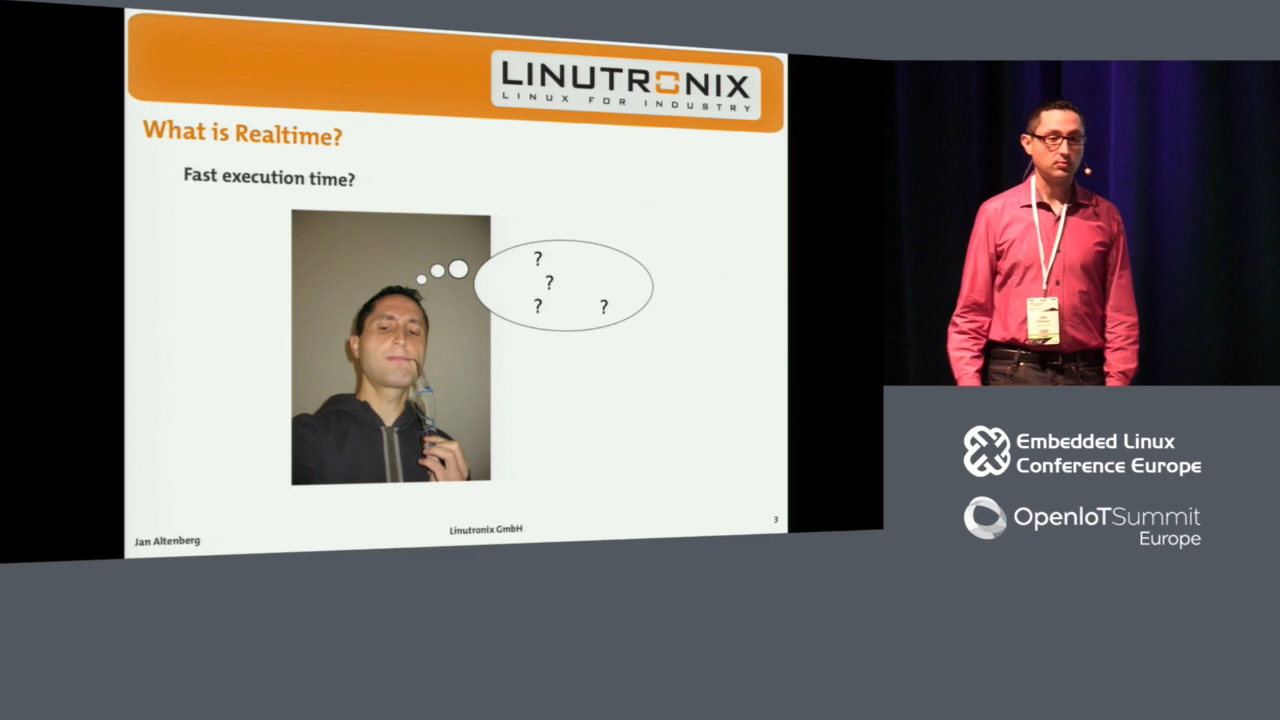 LINUTRONIX
LINUX FOR INDUSTRY
What is Realtime?
Fast execution time?
?
?
? ?
3
Linutronix GmbH
Jan Altenberg
Embedded Linux
Conference Europe
OpenIoTSummit
Europe